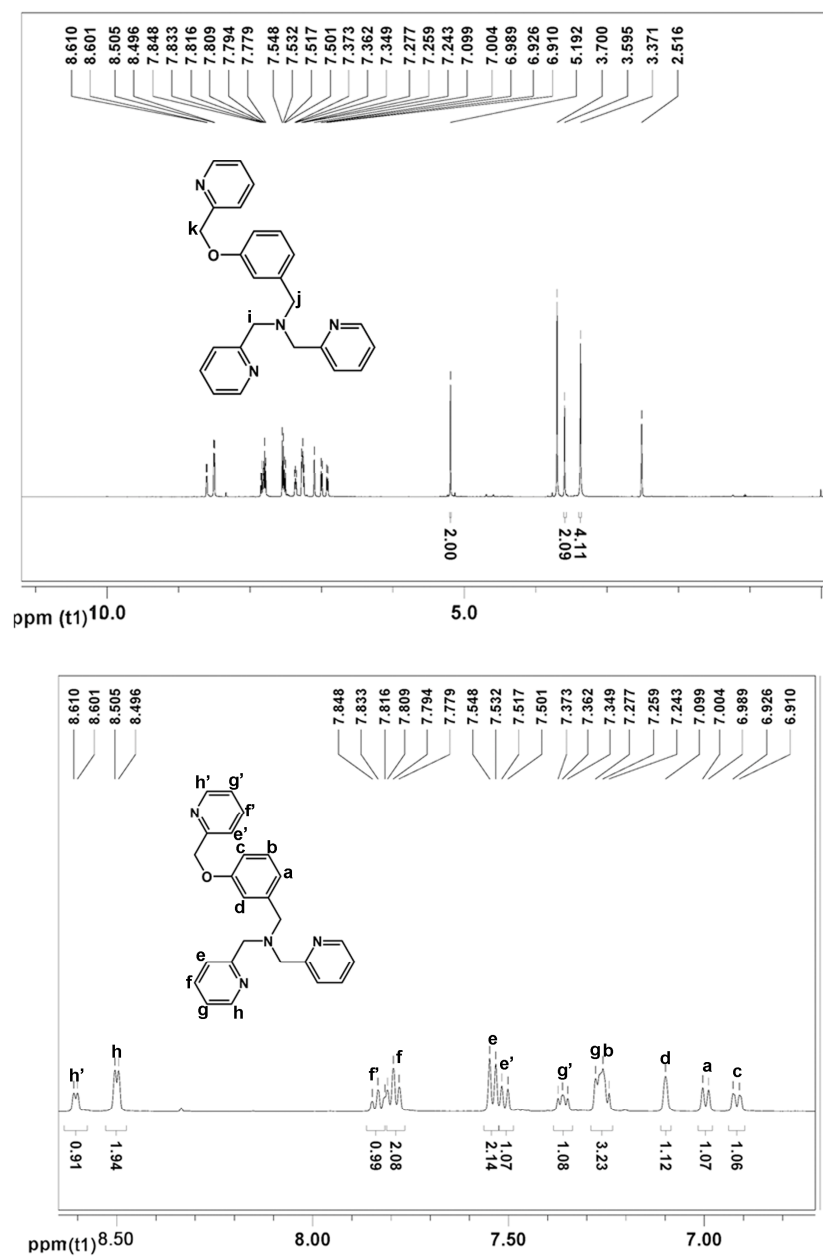 8.610 8.601 8.505 8.496 7.848 7.833 7.816 7.809 7.794 7.779 7.548 7.532 7.517 7.501 7.373 7.362 7.349 7.277 7.259 7.243 7.099 7.004 6.989 6.926 6.910 5.192 3.700 3.595 3.371 2.516
N
k
O
j
i
N
N
N
2.00 2.09 4.11
ppm (t1) 10.0 5.0
8.610 8.601 8.505 8.496 7.848 7.833 7.816 7.809 7.794 7.779 7.548 7.532 7.517 7.501 7.373 7.362 7.349 7.277 7.259 7.243 7.099 7.004 6.989 6.926 6.910
h' g'
N f'
e'
c b
O a
d
e N N
f N
g h
h' h f' f e e' g' g b d a c
0.91 1.94 0.99 2.08 2.14 1.07 1.08 3.23 1.12 1.07 1.06
ppm(t1) 8.50 8.00 7.50 7.00